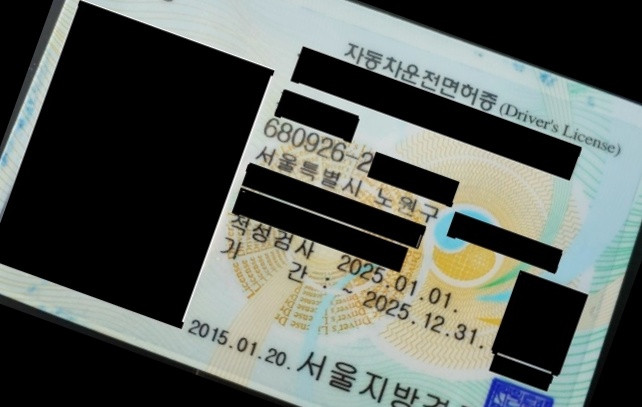 자동차운전면허증 (Driver's License)
680926-2
서울특별시 노원구
적성검사 2025.01.01.
기 간 : ~ 2025.12.31.
2015.01.20. 서울지방경